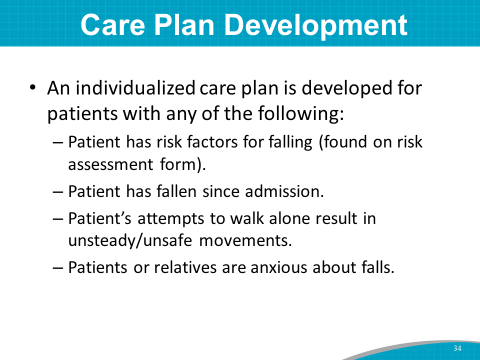 Care Plan Development
• An individualized care plan is developed for
patients with any of the following:
– Patient has risk factors for falling (found on risk
assessment form).
– Patient has fallen since admission.
– Patient’s attempts to walk alone result in
unsteady/unsafe movements.
– Patients or relatives are anxious about falls.
34